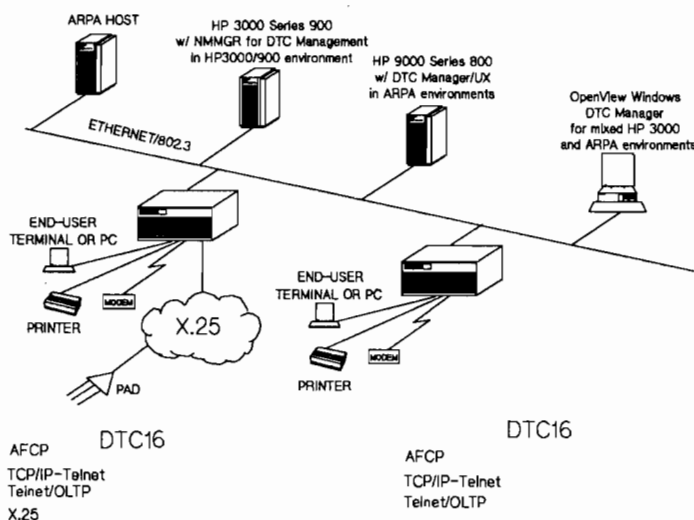 ARPA HOST
HP 3000 Series 900
w/ NMMGR for DTC Management
in HP3000/900 environment
HP 9000 Series 800
w/ DTC Manager/UX
in ARPA environments
OpenView Windows
DTC Manager
for mixed HP 3000
and ARPA environments
ETHERNET/802.3
END-USER
TERMINAL OR PC
PRINTER
MODEM
X.25
PAD
END-USER
TERMINAL OR PC
PRINTER
MODEM
DTC16
AFCP
TCP/IP-Telnet
Telnet/OLTP
X.25
DTC16
AFCP
TCP/IP-Telnet
Telnet/OLTP